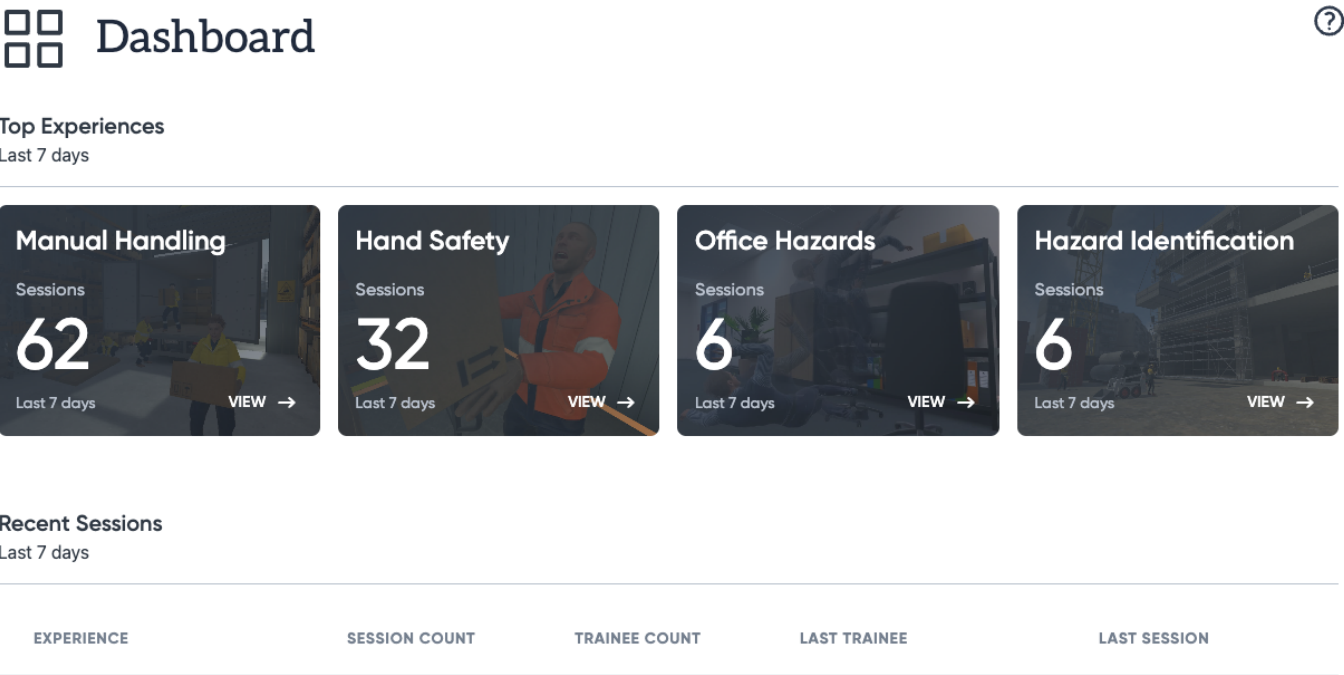 Dashboard
?
Top Experiences
Last 7 days
Manual Handling
Sessions
62
Last 7 days
VIEW →
Hand Safety
Sessions
32
Last 7 days
VIEW →
Office Hazards
Sessions
6
Last 7 days
VIEW →
Hazard Identification
Sessions
6
Last 7 days
VIEW →
Recent Sessions
Last 7 days
EXPERIENCE SESSION COUNT TRAINEE COUNT LAST TRAINEE LAST SESSION